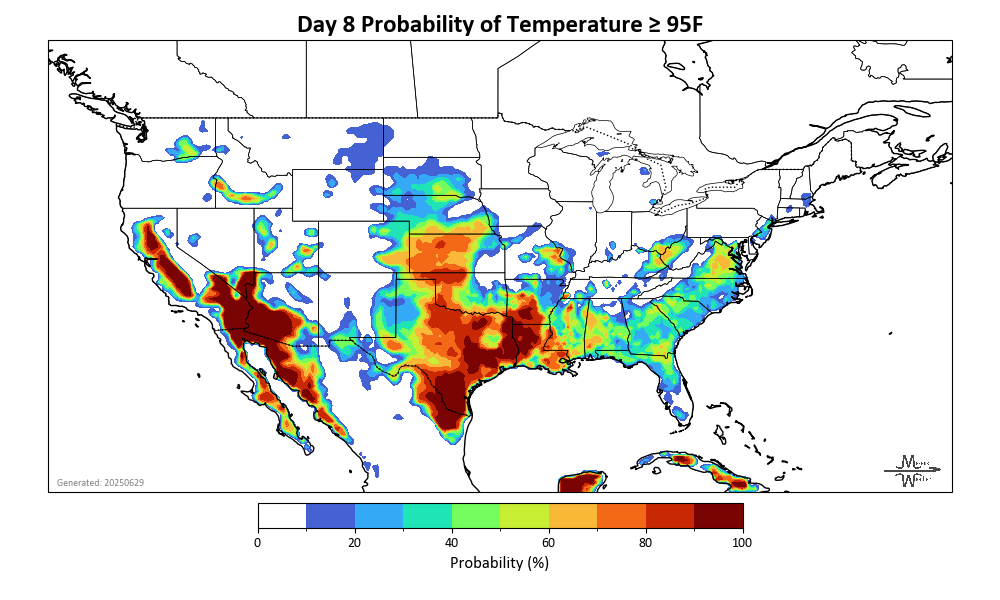 Day 8 Probability of Temperature ≥ 95F
Generated: 20250629
0 20 40 60 80 100
Probability (%)